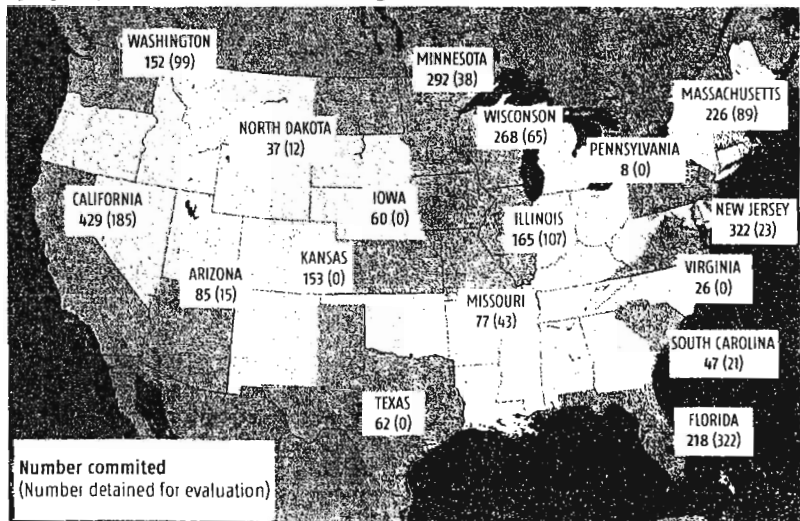 WASHINGTON
152 (99)
MINNESOTA
292 (38)
MASSACHUSETTS
226 (89)
WISCONSON
268 (65)
NORTH DAKOTA
37 (12)
PENNSYLVANIA
8 (0)
CALIFORNIA
429 (185)
IOWA
60 (0)
ILLINOIS
165 (107)
NEW JERSEY
322 (23)
ARIZONA
85 (15)
KANSAS
153 (0)
VIRGINIA
26 (0)
MISSOURI
77 (43)
SOUTH CAROLINA
47 (21)
TEXAS
62 (0)
FLORIDA
218 (322)
Number commited
(Number detained for evaluation)